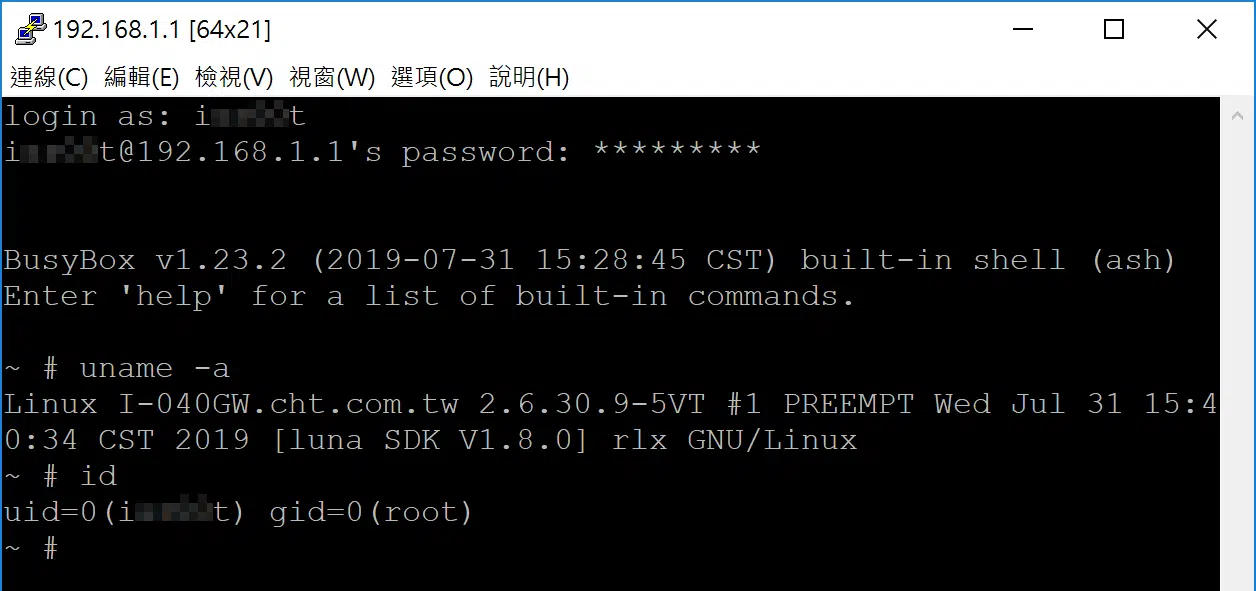 192.168.1.1 [64x21]
連線(C) 編輯(E) 檢視(V) 視窗(W) 選項(O) 說明(H)
login as:
192.168.1.1's password: *********
BusyBox v1.23.2 (2019-07-31 15:28:45 CST) built-in shell (ash)
Enter 'help' for a list of built-in commands.
~ # uname -a
Linux I-040GW.cht.com.tw 2.6.30.9-5VT #1 PREEMPT Wed Jul 31 15:4
0:34 CST 2019 [luna SDK V1.8.0] rlx GNU/Linux
~ # id
uid=0( ) gid=0(root)
~ #